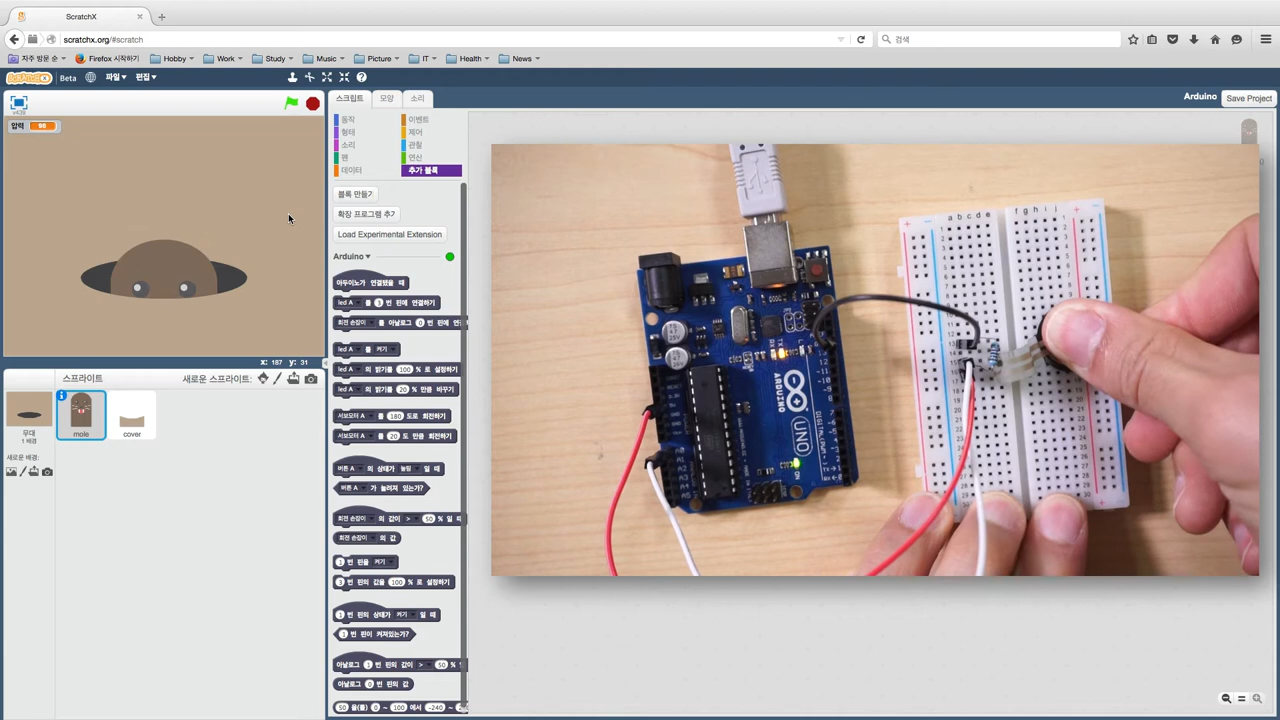 ScratchX
scratchx.org/#scratch
검색
자주 방문 순
Firefox 시작하기
Hobby
Work
Study
Music
Picture
IT
Health
News
SCRATCHX
Beta
파일
편집
v439
압력 98
x: 187 y: 31
스크립트
모양
소리
Arduino
Save Project
동작
이벤트
형태
제어
소리
관찰
펜
연산
데이터
추가 블록
블록 만들기
확장 프로그램 추가
Load Experimental Extension
Arduino
아두이노가 연결됐을 때
led A 를 3 번 핀에 연결하기
회전 손잡이 를 아날로그 0 번 핀에 연
led A 켜기
led A 의 밝기를 100 % 로 설정하기
led A 의 밝기를 20 % 만큼 바꾸기
서보모터 A 를 180 도로 회전하기
서보모터 A 를 20 도 만큼 회전하기
버튼 A 의 상태가 눌림 일 때
버튼 A 가 눌려져 있는가?
회전 손잡이 의 값이 > 50 % 일 때
회전 손잡이 의 값
1 번 핀을 켜기
3 번 핀의 값을 100 % 로 설정하기
1 번 핀의 상태가 켜기 일 때
1 번 핀이 켜져있는가?
아날로그 1 번 핀의 값이 > 50 % 일
아날로그 0 번 핀의 값
50 을(를) 0 ~ 100 에서 -240 ~
스프라이트
새로운 스프라이트:
무대
1 배경
새로운 배경:
mole
cover
ARDUINO
UNO
ON
TX
a b c d e
f g h i j